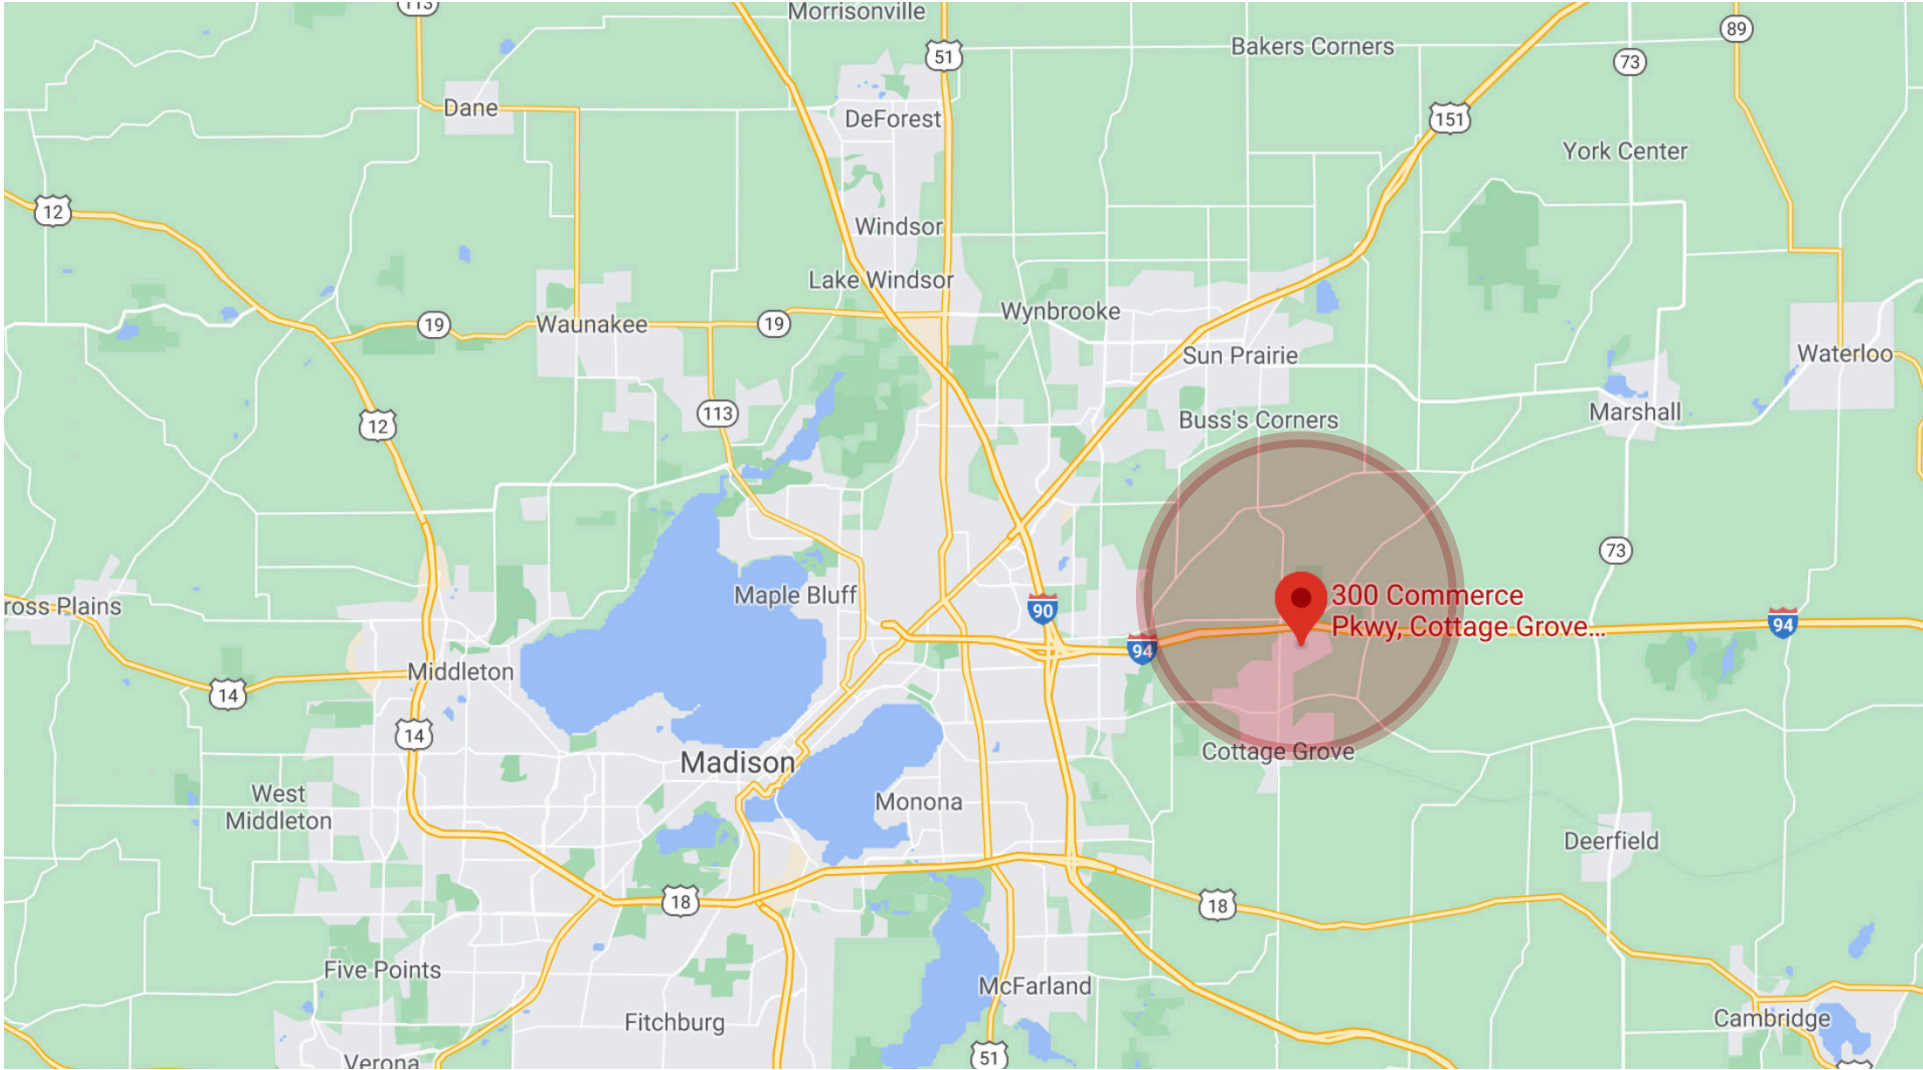 113
Morrisonville
51
Bakers Corners
89
73
Dane
DeForest
151
York Center
12
Windsor
Lake Windsor
Wynbrooke
19
Waunakee
19
Sun Prairie
Waterloo
12
113
Buss's Corners
Marshall
73
ross Plains
Maple Bluff
90
300 Commerce
Pkwy, Cottage Grove...
94
94
Middleton
14
14
Madison
Cottage Grove
West
Middleton
Monona
Deerfield
18
18
Five Points
McFarland
Fitchburg
Cambridge
51
Verona